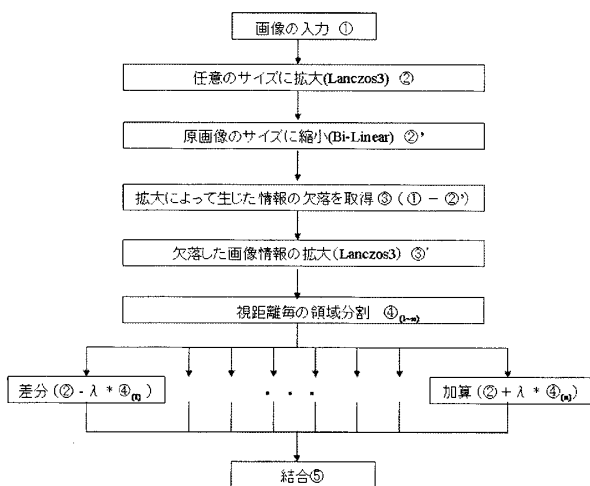 画像の入力 ①
任意のサイズに拡大(Lanczos3) ②
原画像のサイズに縮小(Bi-Linear) ②'
拡大によって生じた情報の欠落を取得 ③ ( ① － ②')
欠落した画像情報の拡大(Lanczos3) ③'
視距離毎の領域分割 ④(1~n)
差分 (② - λ * ④(1))
・ ・ ・
加算 (② + λ * ④(n))
結合⑤